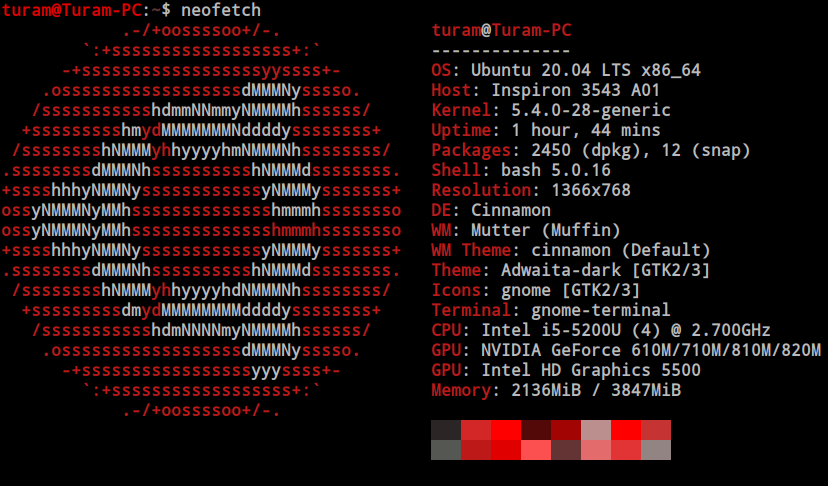 turam@Turam-PC:~$ neofetch
            .-/+oossssoo+/-.               turam@Turam-PC
        `:+ssssssssssssssssss+:`           --------------
      -+ssssssssssssssssssyyssss+-         OS: Ubuntu 20.04 LTS x86_64
    .ossssssssssssssssssdMMMNysssso.       Host: Inspiron 3543 A01
   /ssssssssssshdmmNNmmyNMMMMhssssss/      Kernel: 5.4.0-28-generic
  +ssssssssshmydMMMMMMMNddddyssssssss+     Uptime: 1 hour, 44 mins
 /sssssssshNMMMyhhyyyyhmNMMMNhssssssss/    Packages: 2450 (dpkg), 12 (snap)
.ssssssssdMMMNhsssssssssshNMMMdssssssss.   Shell: bash 5.0.16
+sssshhhyNMMNyssssssssssssyNMMMysssssss+   Resolution: 1366x768
ossyNMMMNyMMhsssssssssssssshmmmhssssssso   DE: Cinnamon
ossyNMMMNyMMhsssssssssssssshmmmhssssssso   WM: Mutter (Muffin)
+sssshhhyNMMNyssssssssssssyNMMMysssssss+   WM Theme: cinnamon (Default)
.ssssssssdMMMNhsssssssssshNMMMdssssssss.   Theme: Adwaita-dark [GTK2/3]
 /sssssssshNMMMyhhyyyyhdNMMMNhssssssss/    Icons: gnome [GTK2/3]
  +sssssssssdmydMMMMMMMMddddyssssssss+     Terminal: gnome-terminal
   /ssssssssssshdmNNNNmyNMMMMhssssss/      CPU: Intel i5-5200U (4) @ 2.700GHz
    .ossssssssssssssssssdMMMNysssso.       GPU: NVIDIA GeForce 610M/710M/810M/820M
      -+sssssssssssssssssyyyssss+-         GPU: Intel HD Graphics 5500
        `:+ssssssssssssssssss+:`           Memory: 2136MiB / 3847MiB
            .-/+oossssoo+/-.